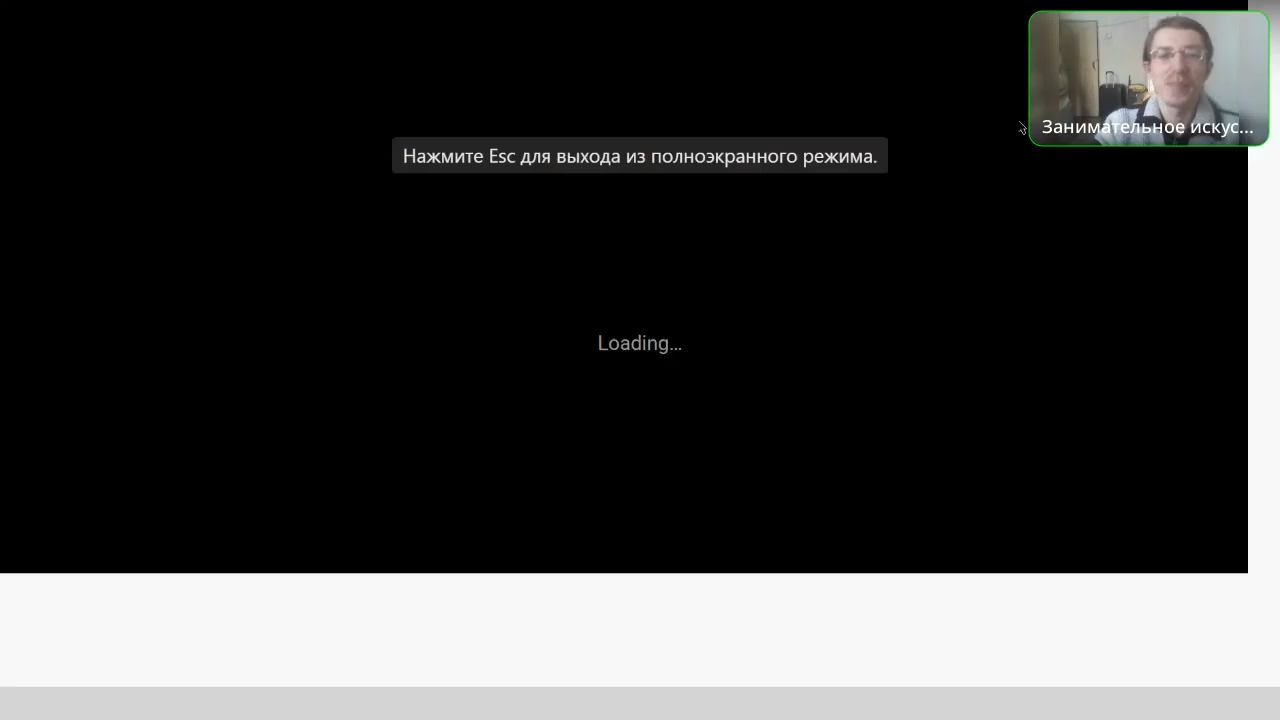 Занимательное искус...
Нажмите Esc для выхода из полноэкранного режима.
Loading...